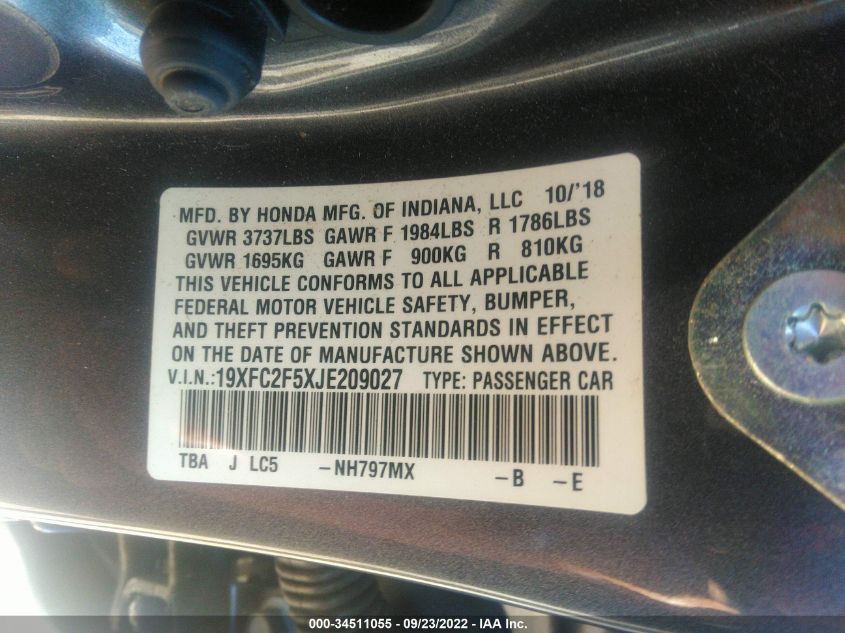 MFD. BY HONDA MFG. OF INDIANA, LLC 10/'18
GVWR 3737LBS GAWR F 1984LBS R 1786LBS
GVWR 1695KG GAWR F 900KG R 810KG
THIS VEHICLE CONFORMS TO ALL APPLICABLE
FEDERAL MOTOR VEHICLE SAFETY, BUMPER,
AND THEFT PREVENTION STANDARDS IN EFFECT
ON THE DATE OF MANUFACTURE SHOWN ABOVE.
V.I.N.:19XFC2F5XJE209027 TYPE: PASSENGER CAR
TBA J LC5 -NH797MX -B -E
000-34511055 - 09/23/2022 - IAA Inc.